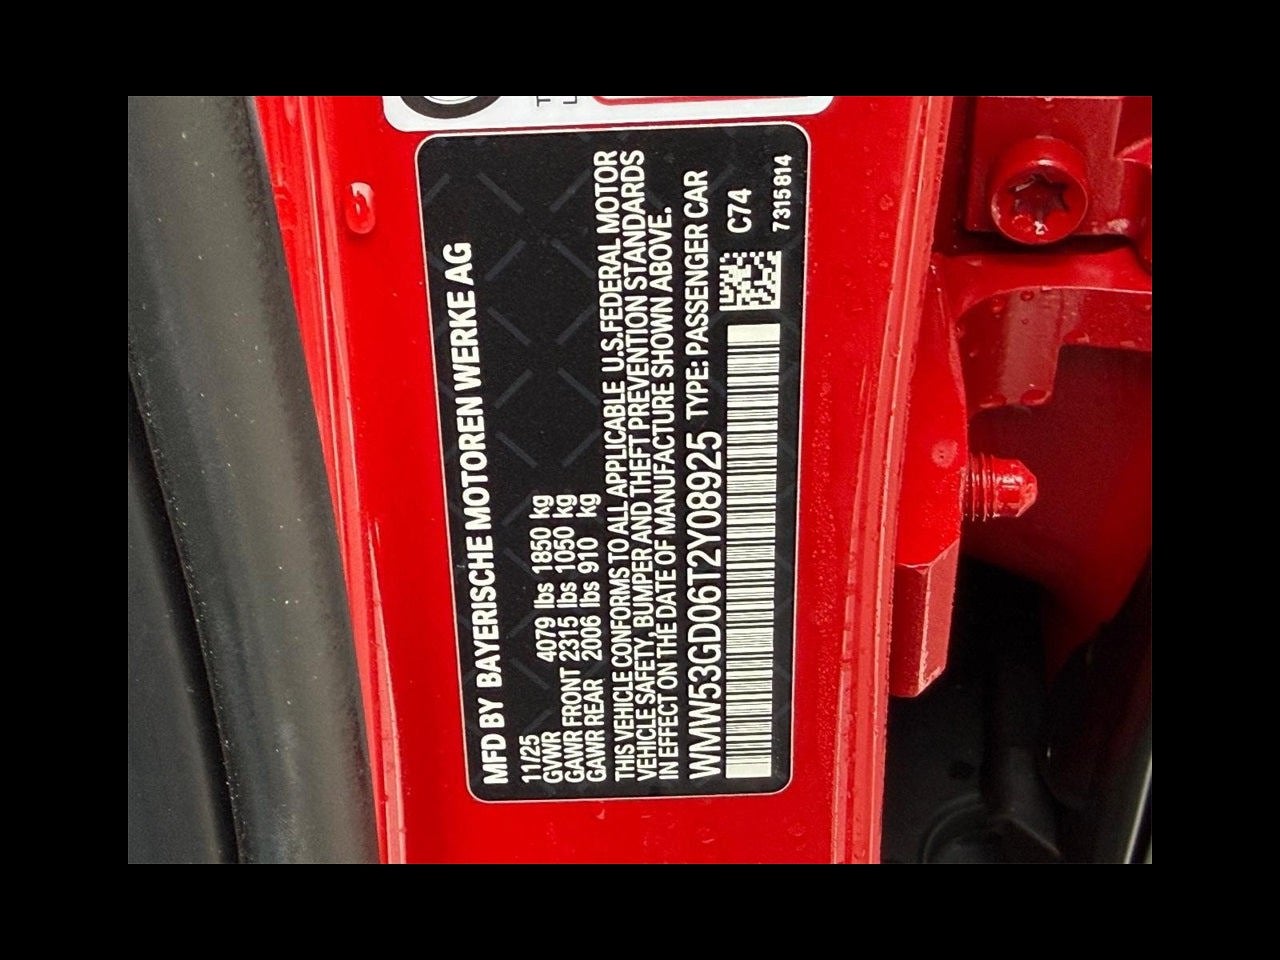 MFD BY BAYERISCHE MOTOREN WERKE AG
11/25
GVWR 4079 lbs 1850 kg
GAWR FRONT 2315 lbs 1050 kg
GAWR REAR 2006 lbs 910 kg
THIS VEHICLE CONFORMS TO ALL APPLICABLE U.S.FEDERAL MOTOR
VEHICLE SAFETY, BUMPER AND THEFT PREVENTION STANDARDS
IN EFFECT ON THE DATE OF MANUFACTURE SHOWN ABOVE.
WMW53GD06T2Y08925 TYPE: PASSENGER CAR
C74
7315814